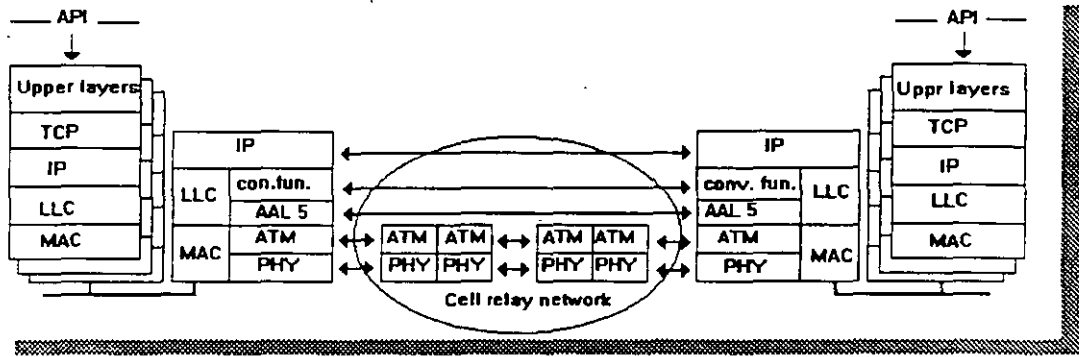 API
Upper layers
TCP
IP
LLC
MAC
IP
LLC
con.fun.
AAL 5
MAC
ATM
PHY
ATM ATM
PHY PHY
ATM ATM
PHY PHY
Cell relay network
IP
conv. fun.
AAL 5
LLC
ATM
PHY
MAC
API
Uppr layers
TCP
IP
LLC
MAC